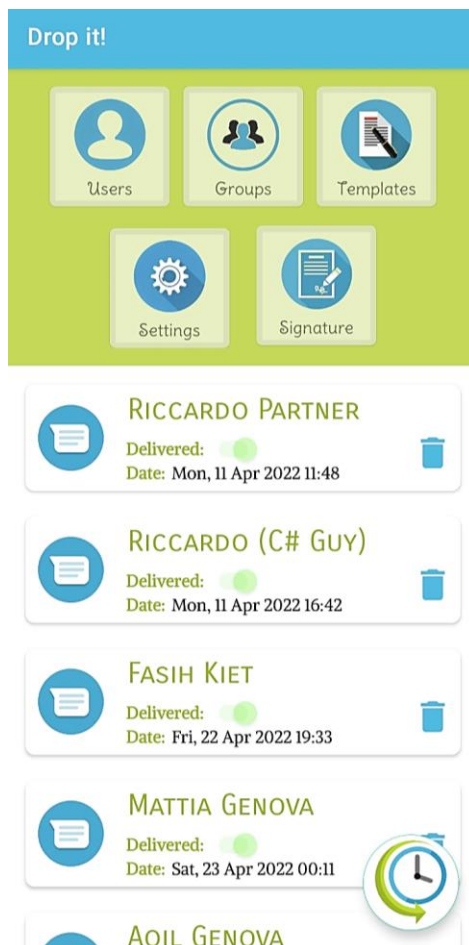 Drop it!
Users
Groups
Templates
Settings
Signature
RICCARDO PARTNER
Delivered:
Date: Mon, 11 Apr 2022 11:48
RICCARDO (C# GUY)
Delivered:
Date: Mon, 11 Apr 2022 16:42
FASIH KIET
Delivered:
Date: Fri, 22 Apr 2022 19:33
MATTIA GENOVA
Delivered:
Date: Sat, 23 Apr 2022 00:11
AQIL GENOVA